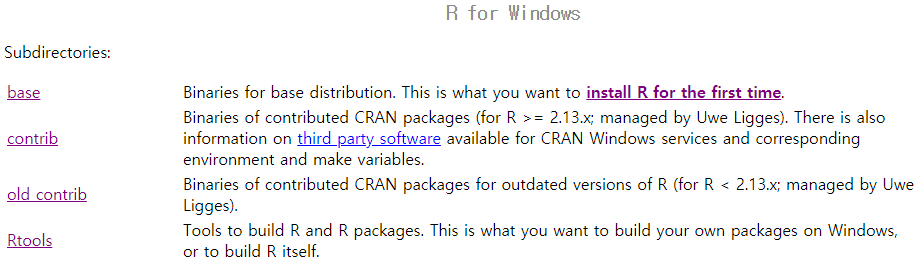 R for Windows
Subdirectories:
base Binaries for base distribution. This is what you want to install R for the first time.
Binaries of contributed CRAN packages (for R >= 2.13.x; managed by Uwe Ligges). There is also
contrib information on third party software available for CRAN Windows services and corresponding
environment and make variables.
old contrib Binaries of contributed CRAN packages for outdated versions of R (for R < 2.13.x; managed by Uwe
Ligges).
Rtools Tools to build R and R packages. This is what you want to build your own packages on Windows,
or to build R itself.